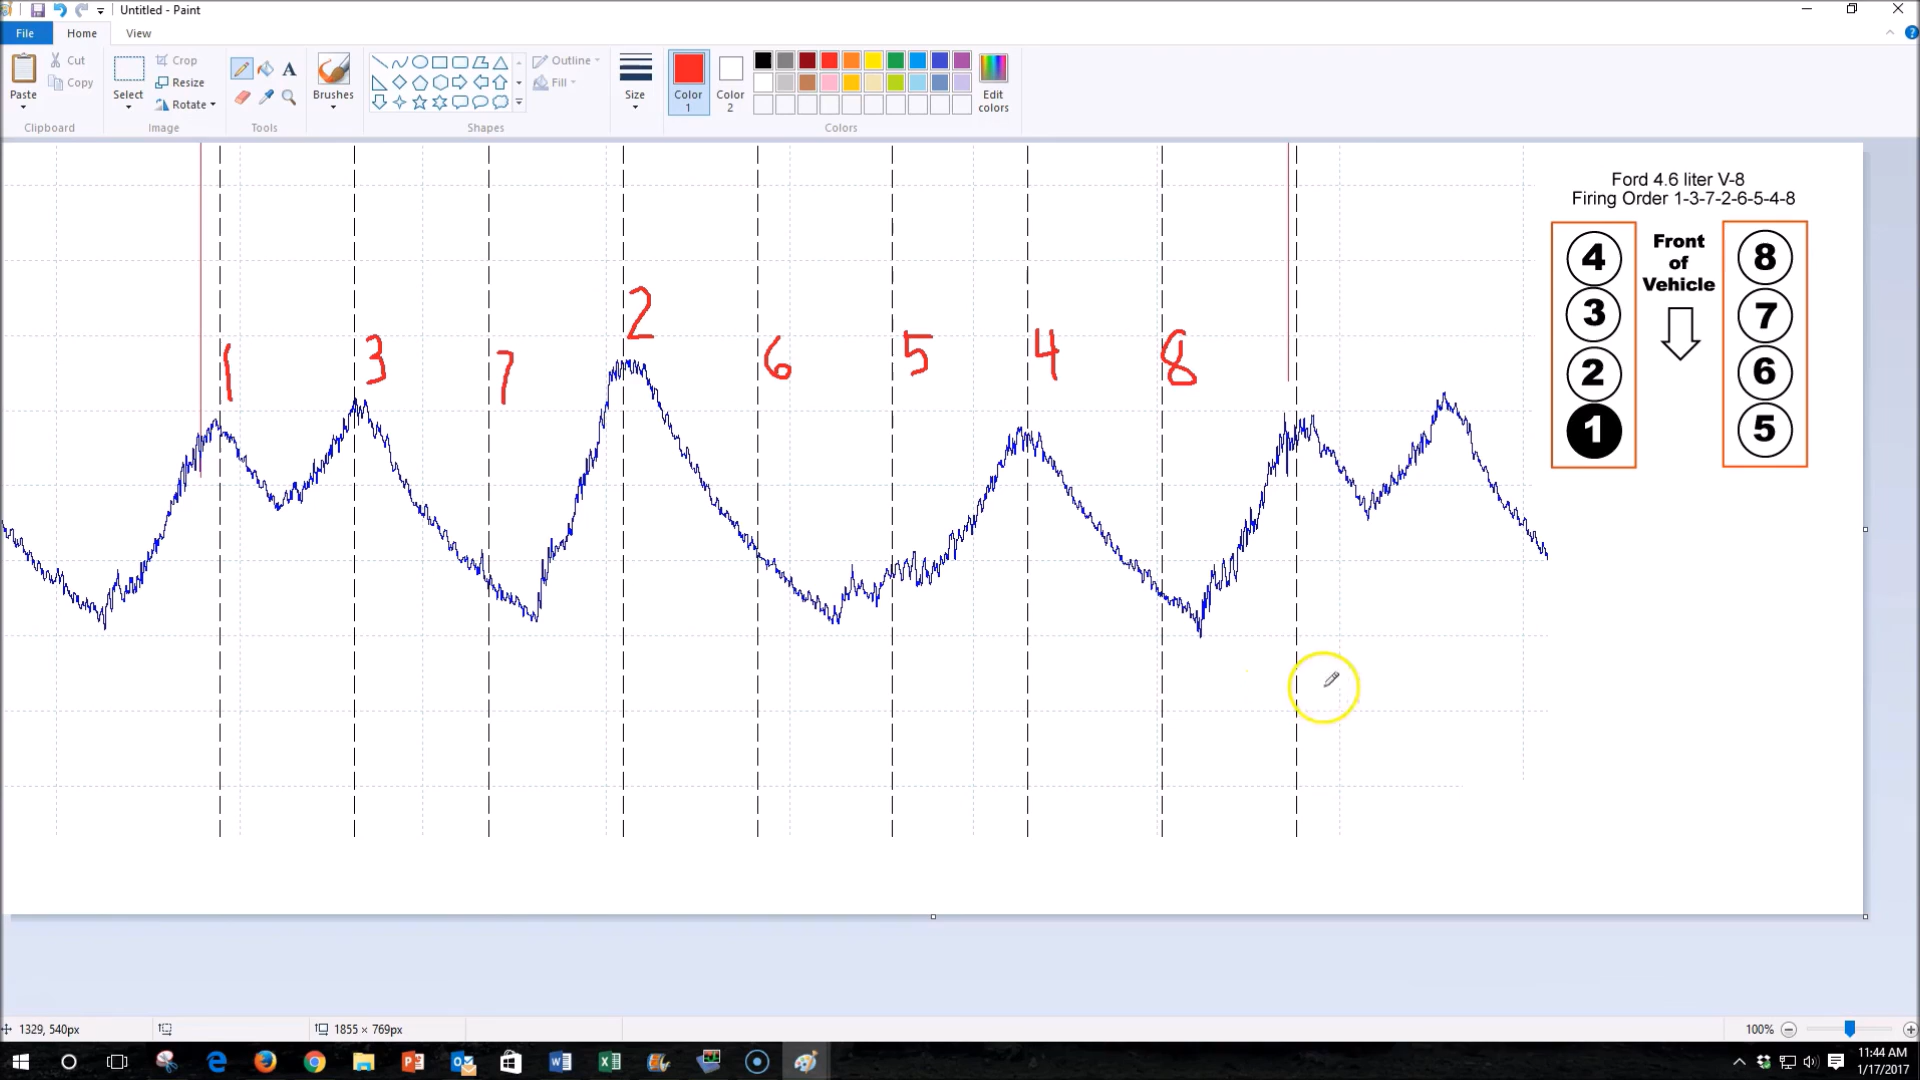 Untitled - Paint
File Home View
Paste
Cut
Copy
Clipboard
Select
Crop
Resize
Rotate
Image
Tools
Brushes
Shapes
Outline
Fill
Size
Color 1
Color 2
Edit colors
Colors
Ford 4.6 liter V-8
Firing Order 1-3-7-2-6-5-4-8
4 8
3 7
2 6
1 5
Front
of
Vehicle
1 3 7 2 6 5 4 8
1329, 540px
1855 × 769px
100%
11:44 AM
1/17/2017